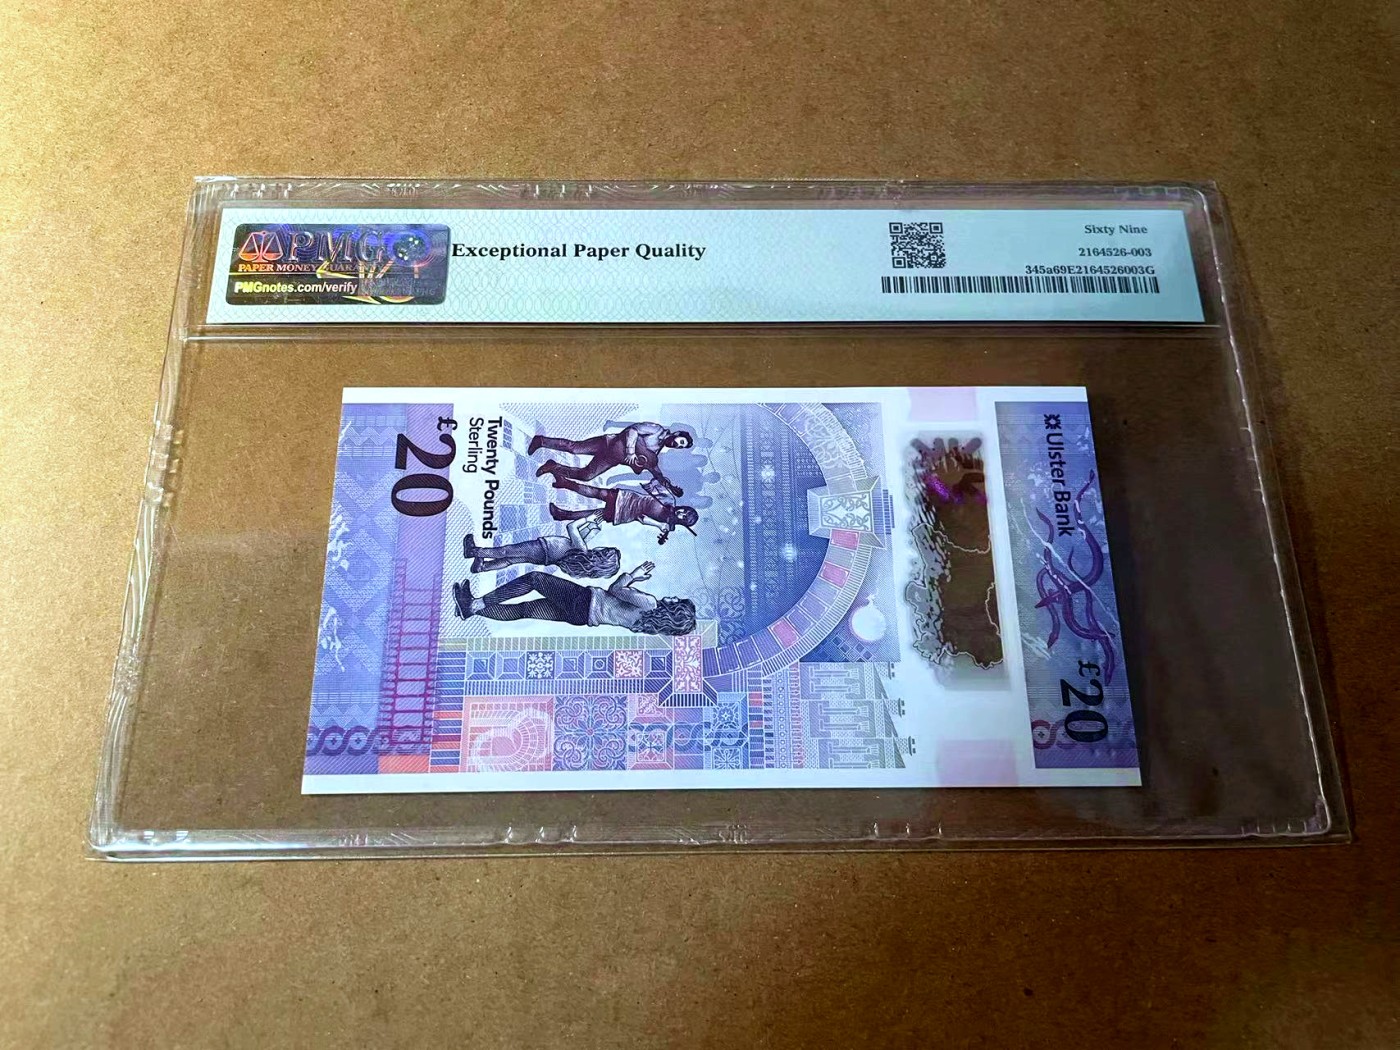 PMG
PAPER MONEY GUARANTY
PMGnotes.com/verify
Exceptional Paper Quality
Sixty Nine
2164526-003
345a69E2164526003G
Ulster Bank
£20
Twenty Pounds
Sterling
£20